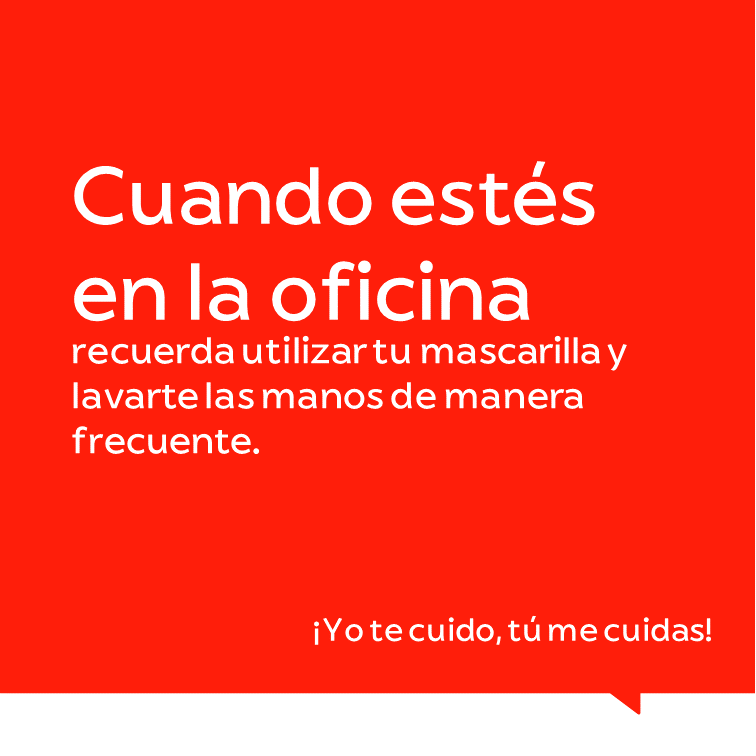 Cuando estés
en la oficina
recuerda utilizar tu mascarilla y
lavarte las manos de manera
frecuente.
¡Yo te cuido, tú me cuidas!